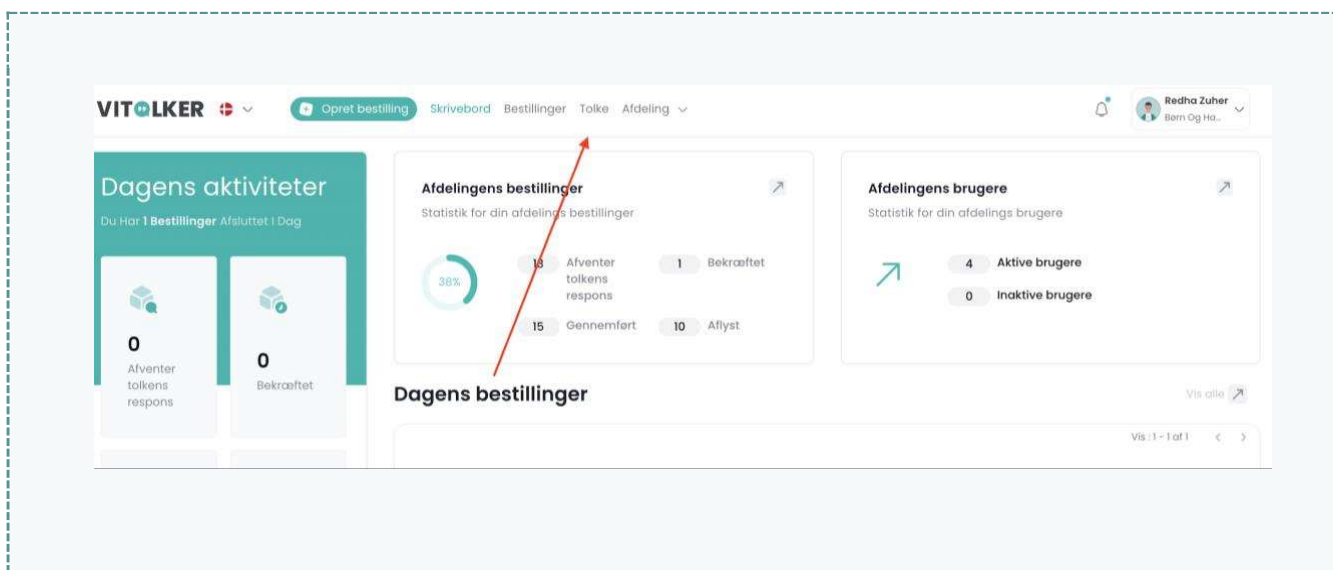 VITOLKER
Opret bestilling Skrivebord Bestillinger Tolke Afdeling
Redha Zuher
Børn Og Ha...
Dagens aktiviteter
Du Har 1 Bestillinger Afsluttet I Dag
0
Afventer
tolkens
respons
0
Bekræftet
Afdelingens bestillinger
Statistik for din afdelings bestillinger
38%
Afventer
tolkens
respons
1 Bekræftet
15 Gennemført
10 Aflyst
Afdelingens brugere
Statistik for din afdelings brugere
4 Aktive brugere
0 Inaktive brugere
Dagens bestillinger
Vis alle
Vis : 1 - 1 af 1